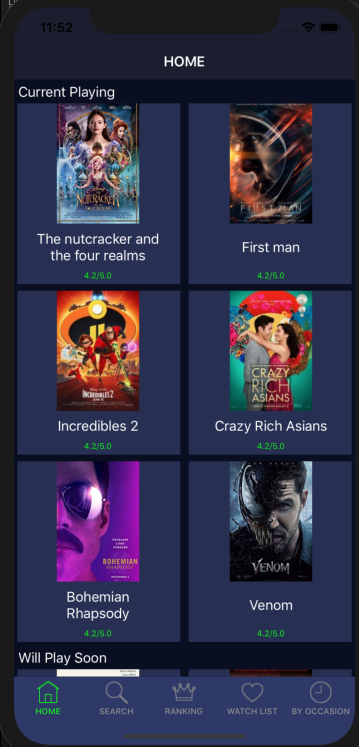 11:52
HOME
Current Playing
NUTCRACKER
FIRST MAN
The nutcracker and
the four realms
First man
4.2/5.0
4.2/5.0
INCREDIBLES 2
CRAZY
RICH
ASIANS
Incredibles 2
Crazy Rich Asians
4.2/5.0
4.2/5.0
FEARLESS
LIVES
FOREVER
BOHEMIAN
RHAPSODY
VENOM
Bohemian
Rhapsody
Venom
4.2/5.0
4.2/5.0
Will Play Soon
HOME
SEARCH
RANKING
WATCH LIST
BY OCCASION